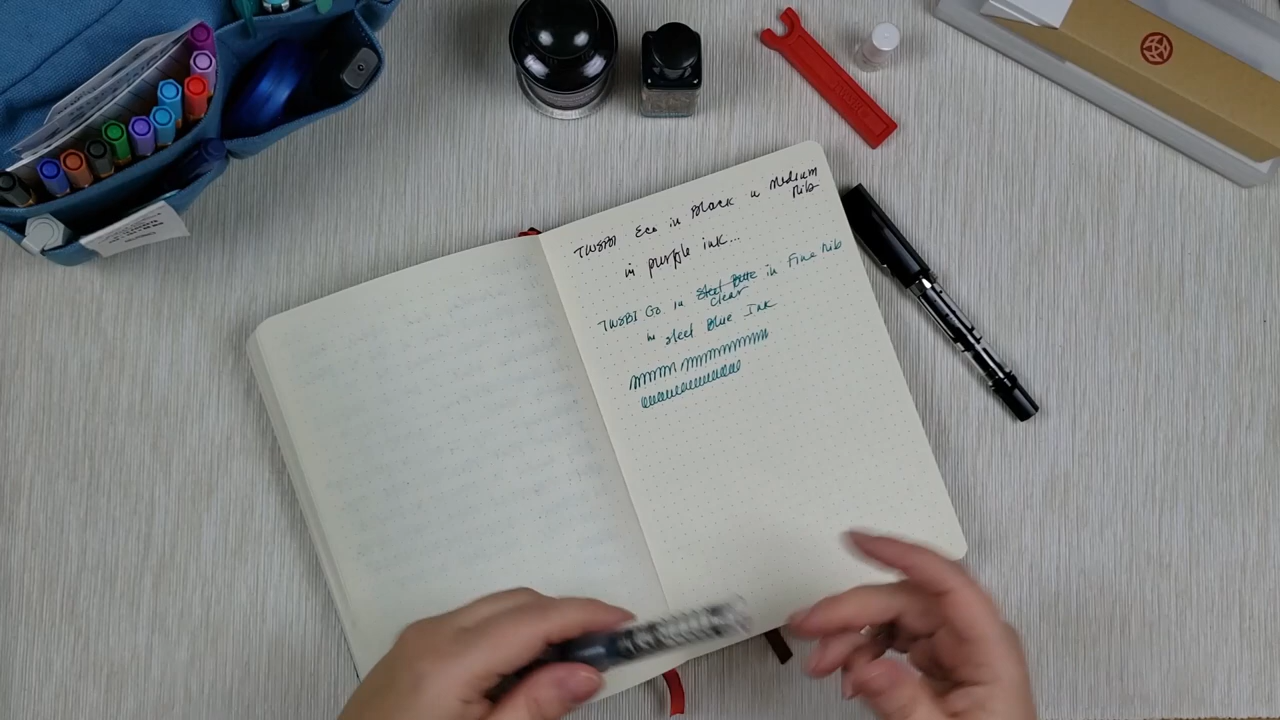 TWSBI Eco in Black in Medium
Nib
in purple ink...
TWSBI Go in Steel Blue in Fine Nib
Clear
in steel Blue Ink